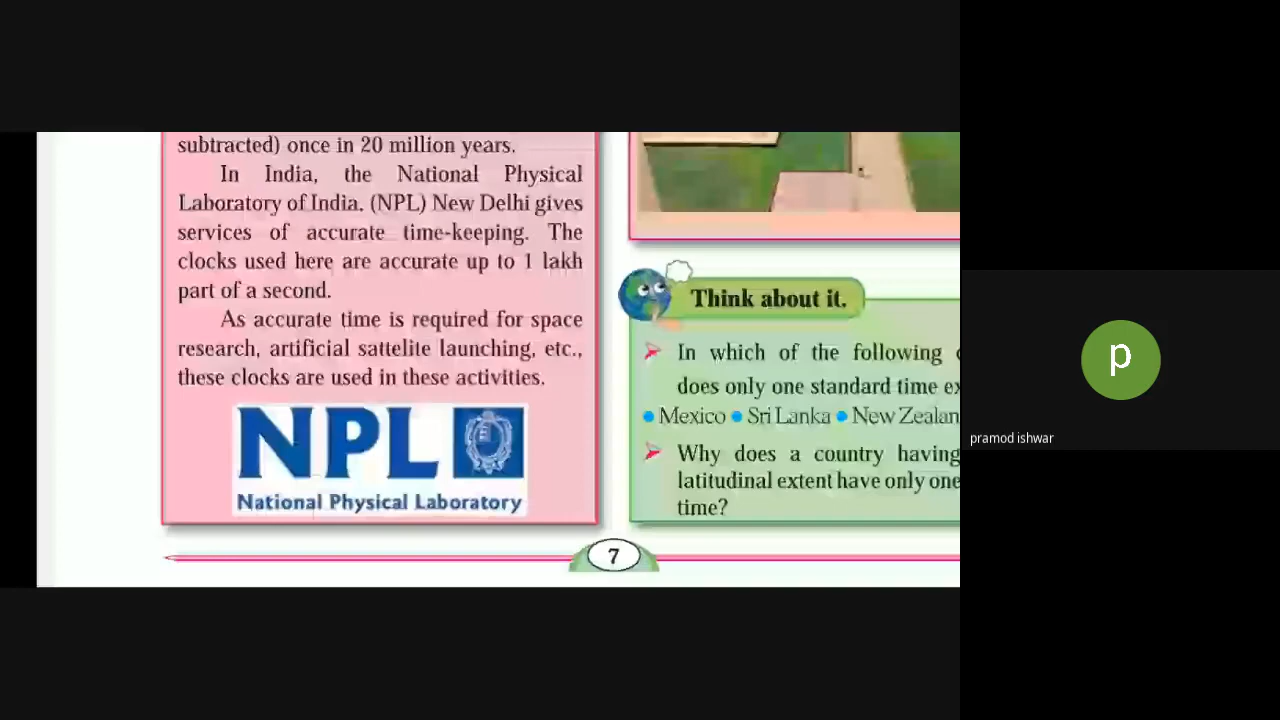 subtracted) once in 20 million years.
In India, the National Physical
Laboratory of India, (NPL) New Delhi gives
services of accurate time-keeping. The
clocks used here are accurate up to 1 lakh
part of a second.
As accurate time is required for space
research, artificial sattelite launching, etc.,
these clocks are used in these activities.
NPL
National Physical Laboratory
Think about it.
In which of the following
does only one standard time
Mexico Sri Lanka
Why does a country having
latitudinal extent have only one
time?
7
p
pramod ishwar